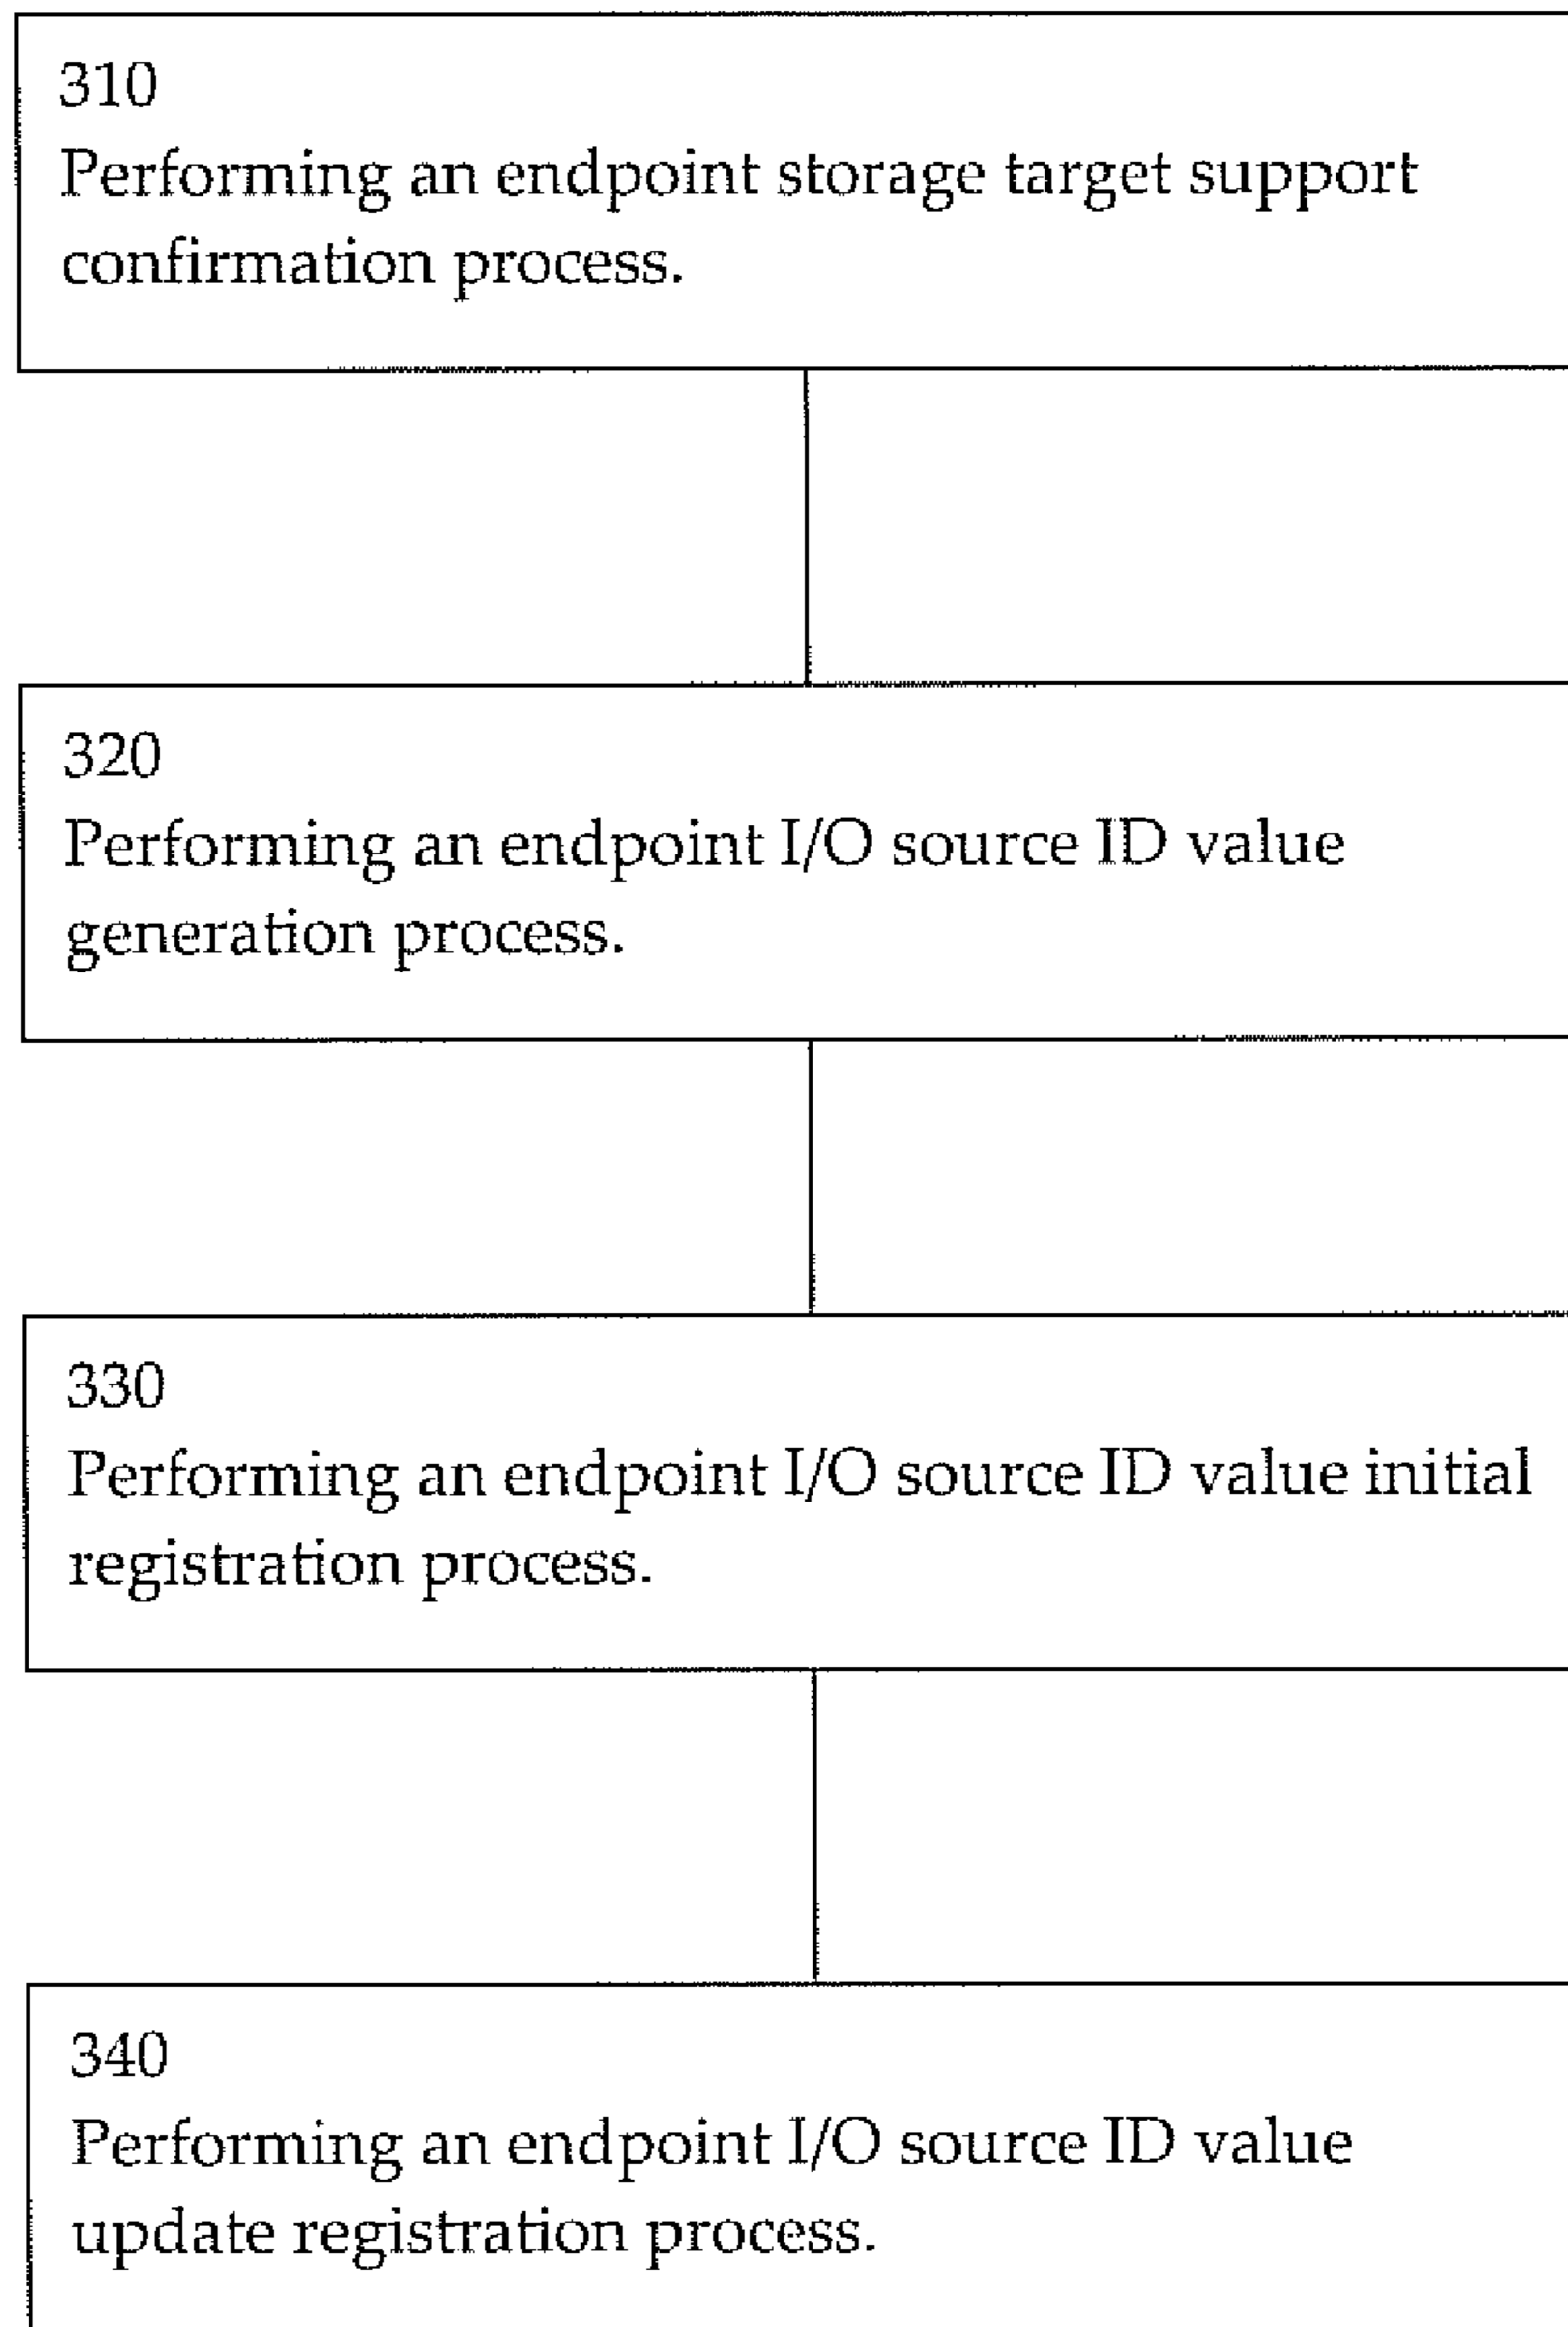 310
Performing an endpoint storage target support
confirmation process.
320
Performing an endpoint I/O source ID value
generation process.
330
Performing an endpoint I/O source ID value initial
registration process.
340
Performing an endpoint I/O source ID value
update registration process.